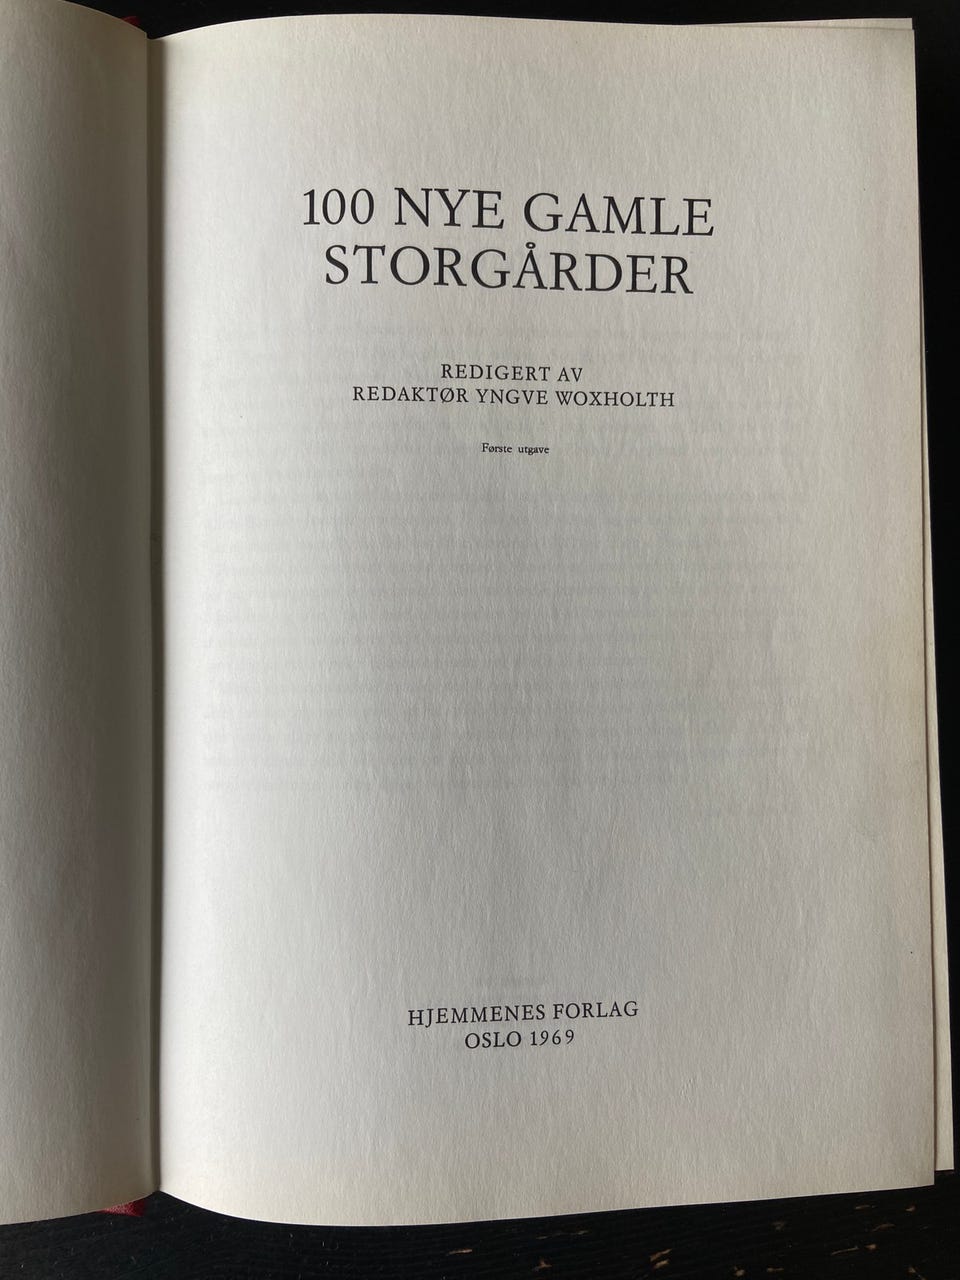 100 NYE GAMLE
STORGÅRDER
REDIGERT AV
REDAKTØR YNGVE WOXHOLTH
Første utgave
HJEMMENES FORLAG
OSLO 1969